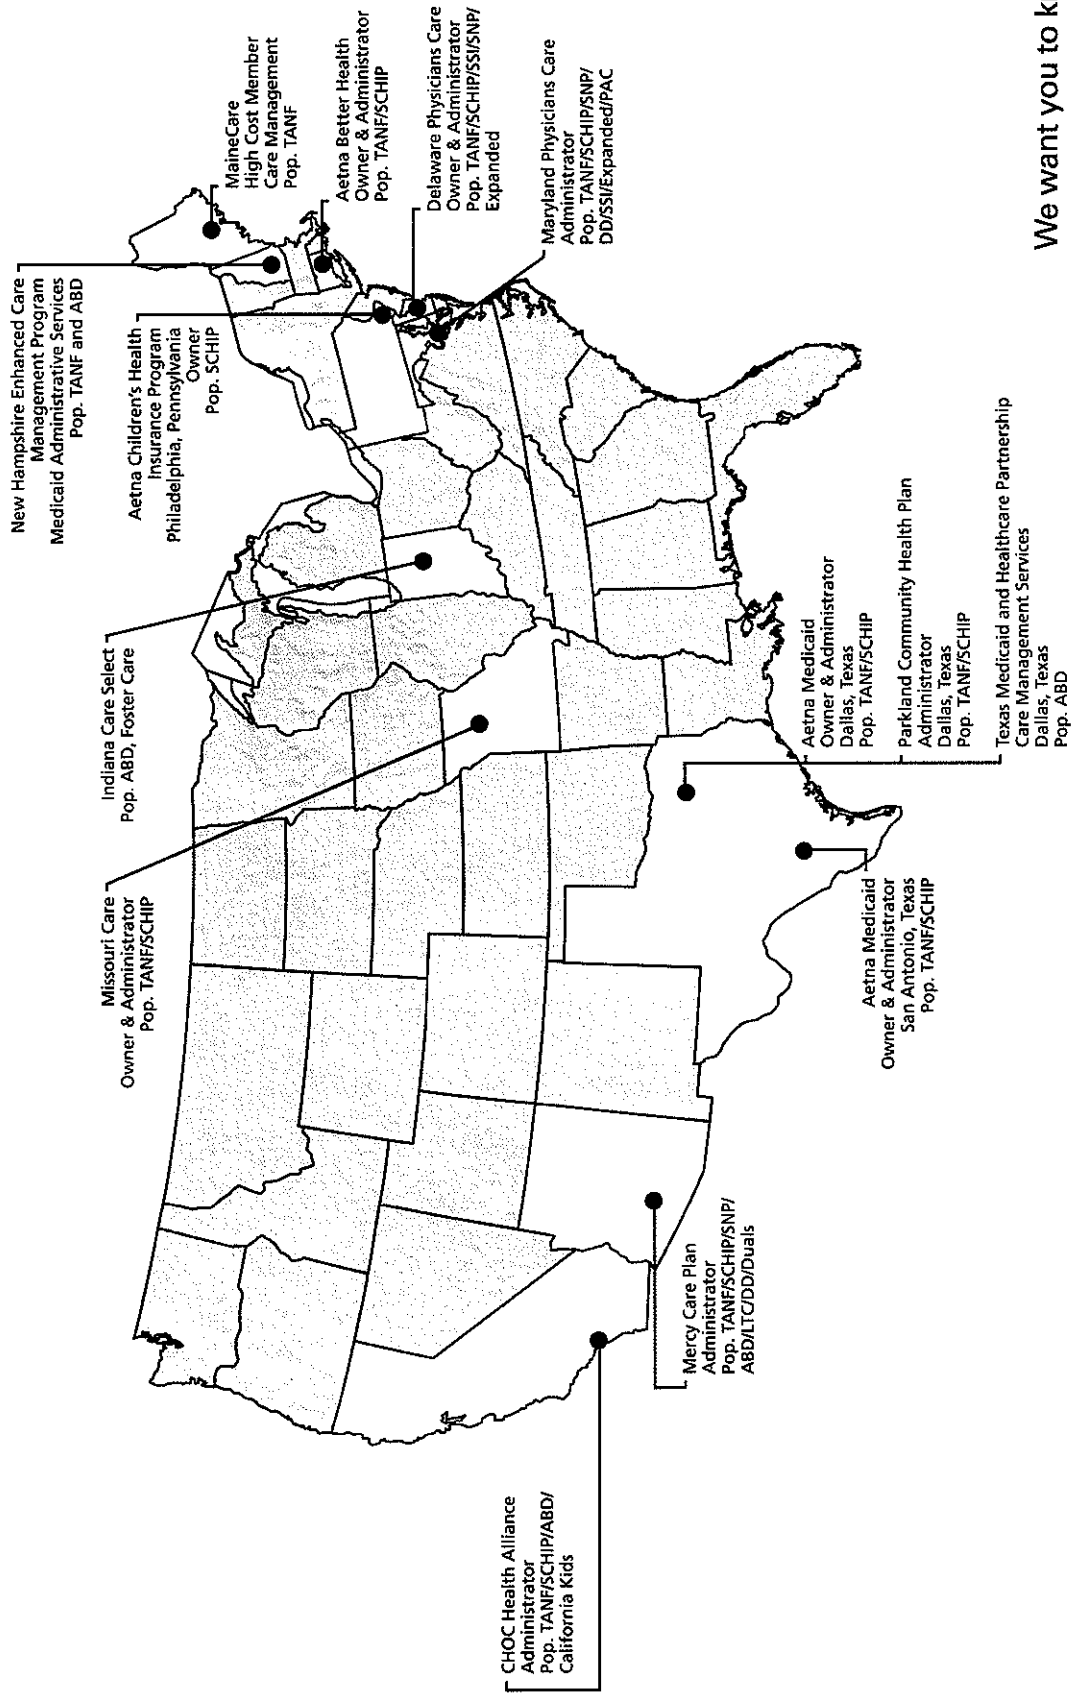 New Hampshire Enhanced Care
Management Program
Medicaid Administrative Services
Pop. TANF and ABD
MaineCare
High Cost Member
Care Management
Pop. TANF
Aetna Children's Health
Insurance Program
Philadelphia, Pennsylvania
Owner
Pop. SCHIP
Aetna Better Health
Owner & Administrator
Pop. TANF/SCHIP
Delaware Physicians Care
Owner & Administrator
Pop. TANF/SCHIP/SSI/SNP/
Expanded
Maryland Physicians Care
Administrator
Pop. TANF/SCHIP/SNP/
DD/SSI/Expanded/PAC
Indiana Care Select
Pop. ABD, Foster Care
Missouri Care
Owner & Administrator
Pop. TANF/SCHIP
CHOC Health Alliance
Administrator
Pop. TANF/SCHIP/ABD/
California Kids
Mercy Care Plan
Administrator
Pop. TANF/SCHIP/SNP/
ABD/LTC/DD/Duals
Aetna Medicaid
Owner & Administrator
San Antonio, Texas
Pop. TANF/SCHIP
Aetna Medicaid
Owner & Administrator
Dallas, Texas
Pop. TANF/SCHIP
Parkland Community Health Plan
Administrator
Dallas, Texas
Pop. TANF/SCHIP
Texas Medicaid and Healthcare Partnership
Care Management Services
Dallas, Texas
Pop. ABD
We want you to k